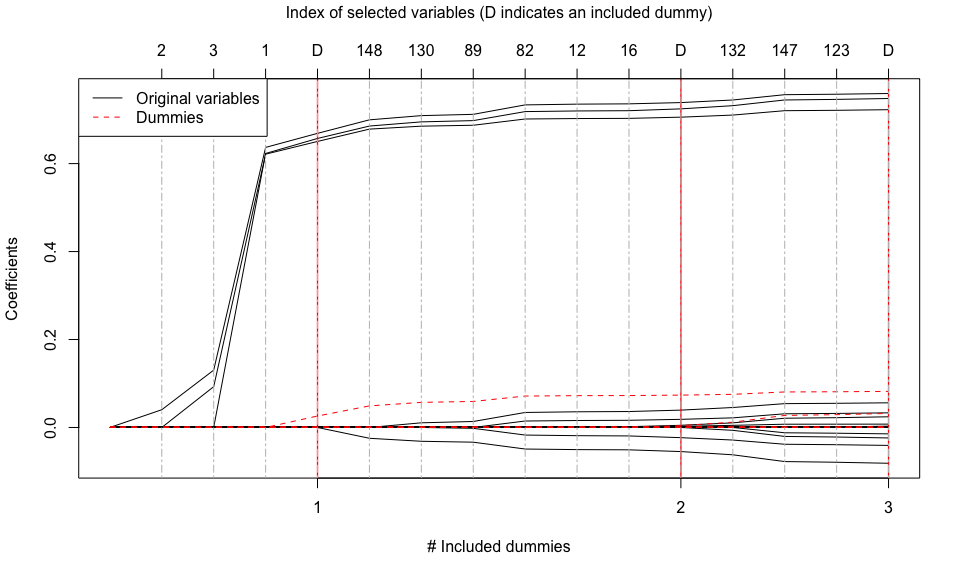 Index of selected variables (D indicates an included dummy)
2 3 1 D 148 130 89 82 12 16 D 132 147 123 D
Original variables
Dummies
0.6
0.4
0.2
0.0
Coefficients
1 2 3
# Included dummies